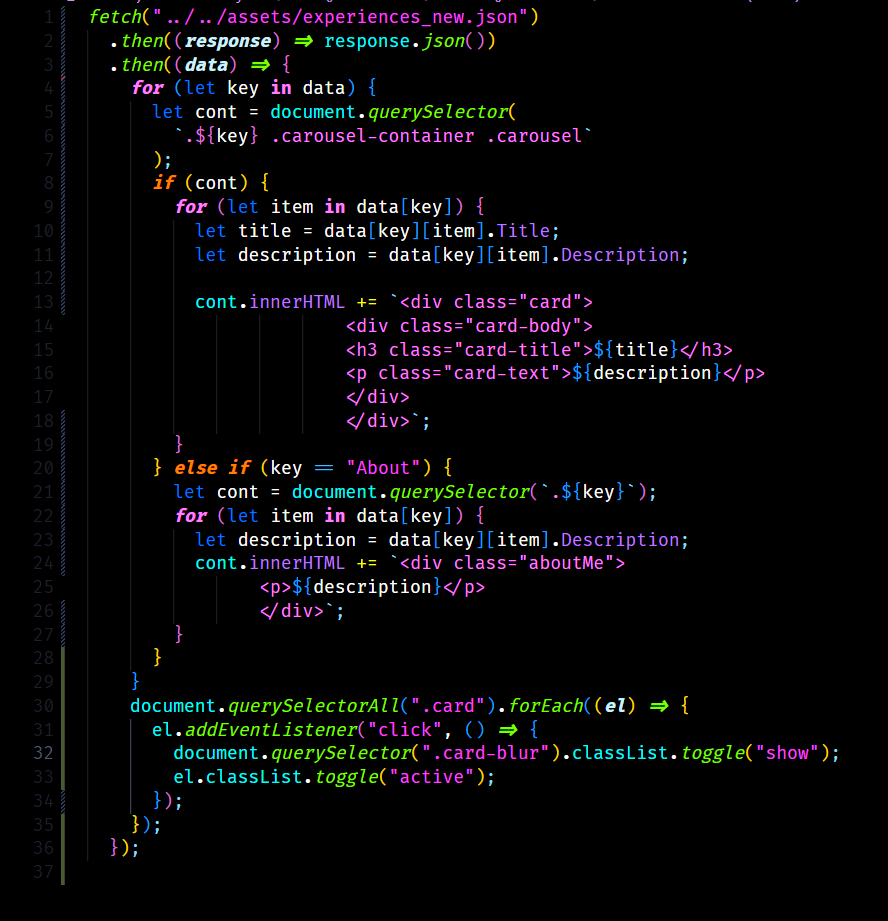 1 fetch("../../assets/experiences_new.json")
2 .then((response) => response.json())
3 .then((data) => {
4 for (let key in data) {
5 let cont = document.querySelector(
6 `.${key} .carousel-container .carousel`
7 );
8 if (cont) {
9 for (let item in data[key]) {
10 let title = data[key][item].Title;
11 let description = data[key][item].Description;
12
13 cont.innerHTML += `<div class="card">
14 <div class="card-body">
15 <h3 class="card-title">${title}</h3>
16 <p class="card-text">${description}</p>
17 </div>
18 </div>`;
19 }
20 } else if (key == "About") {
21 let cont = document.querySelector(`.${key}`);
22 for (let item in data[key]) {
23 let description = data[key][item].Description;
24 cont.innerHTML += `<div class="aboutMe">
25 <p>${description}</p>
26 </div>`;
27 }
28 }
29 }
30 document.querySelectorAll(".card").forEach((el) => {
31 el.addEventListener("click", () => {
32 document.querySelector(".card-blur").classList.toggle("show");
33 el.classList.toggle("active");
34 });
35 });
36 });
37